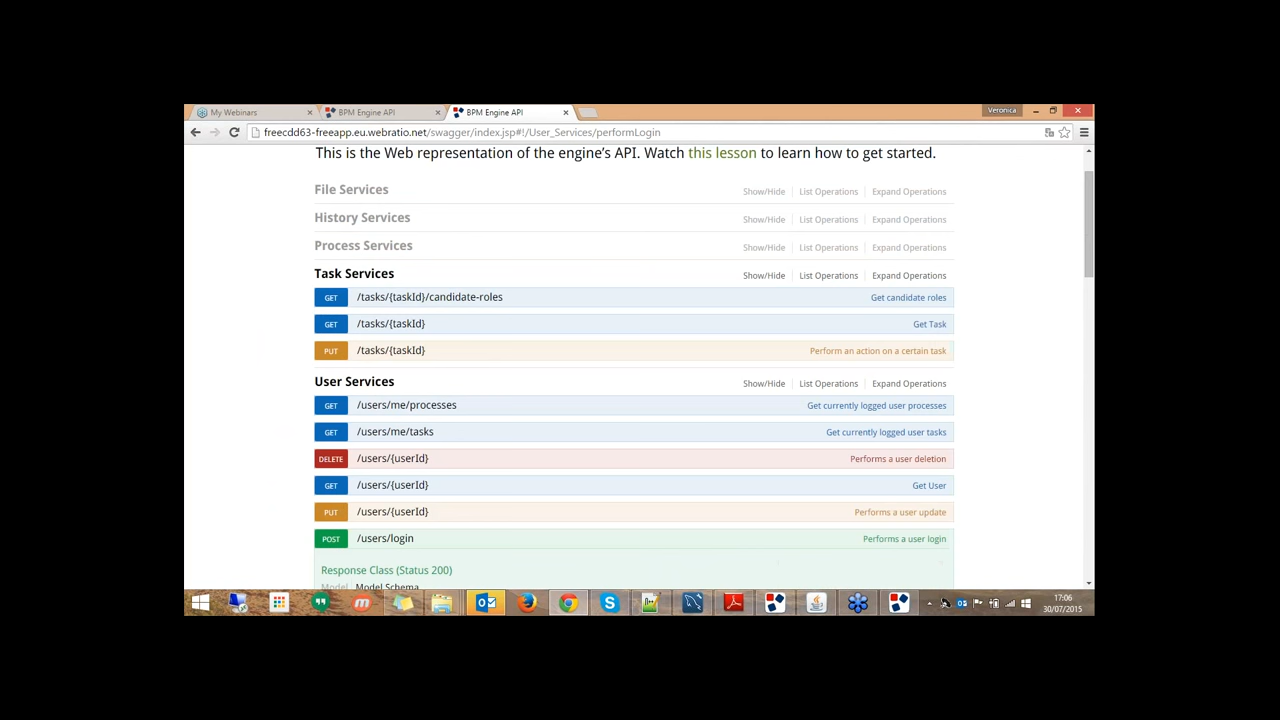 My Webinars
BPM Engine API
BPM Engine API
Veronica
freecdd63-freeapp.eu.webratio.net/swagger/index.jsp#!/User_Services/performLogin
This is the Web representation of the engine's API. Watch this lesson to learn how to get started.
File Services Show/Hide List Operations Expand Operations
History Services Show/Hide List Operations Expand Operations
Process Services Show/Hide List Operations Expand Operations
Task Services Show/Hide List Operations Expand Operations
GET /tasks/{taskId}/candidate-roles Get candidate roles
GET /tasks/{taskId} Get Task
PUT /tasks/{taskId} Perform an action on a certain task
User Services Show/Hide List Operations Expand Operations
GET /users/me/processes Get currently logged user processes
GET /users/me/tasks Get currently logged user tasks
DELETE /users/{userId} Performs a user deletion
GET /users/{userId} Get User
PUT /users/{userId} Performs a user update
POST /users/login Performs a user login
Response Class (Status 200)
Model Model Schema
17:06
30/07/2015